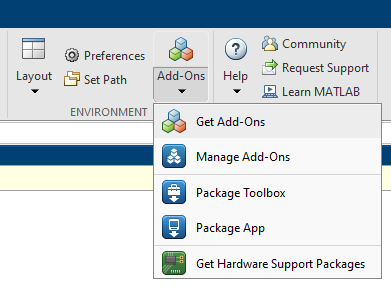 Layout
Preferences
Set Path
Add-Ons
Help
Community
Request Support
Learn MATLAB
ENVIRONMENT
Get Add-Ons
Manage Add-Ons
Package Toolbox
Package App
Get Hardware Support Packages